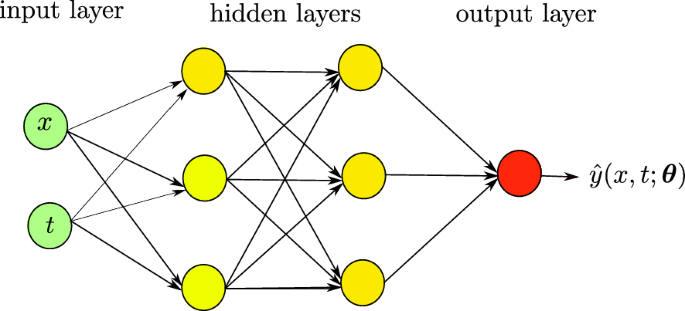 input layer
hidden layers
output layer
x
t
ŷ(x, t; θ)